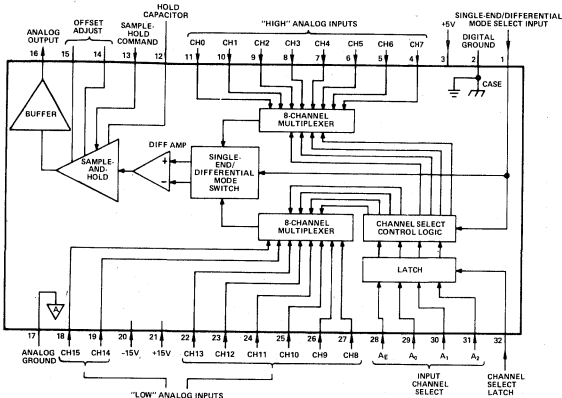 ANALOG
OUTPUT
OFFSET
ADJUST
SAMPLE-
HOLD
COMMAND
HOLD
CAPACITOR
"HIGH" ANALOG INPUTS
+5V
SINGLE-END/DIFFERENTIAL
MODE SELECT INPUT
DIGITAL
GROUND
CH0 CH1 CH2 CH3 CH4 CH6 CH5 CH7
16 15 14 13 12 11 10 9 8 7 6 5 4 3 2 1
CASE
BUFFER
8-CHANNEL
MULTIPLEXER
DIFF AMP
SAMPLE-
AND-
HOLD
+
−
SINGLE-
END/
DIFFERENTIAL
MODE
SWITCH
8-CHANNEL
MULTIPLEXER
CHANNEL SELECT
CONTROL LOGIC
LATCH
A
17 18 19 20 21 22 23 24 25 26 27 28 29 30 31 32
ANALOG
GROUND
CH15 CH14 -15V +15V CH13 CH12 CH11 CH10 CH9 CH8 AE A0 A1 A2
"LOW" ANALOG INPUTS
INPUT
CHANNEL
SELECT
CHANNEL
SELECT
LATCH